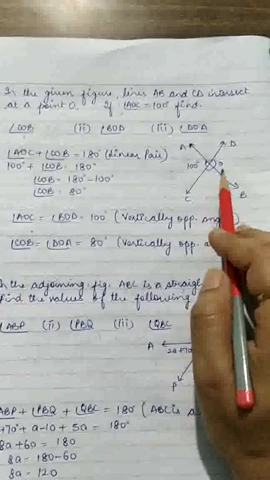 In the given figure, lines AB and CD intersect
at a point O. If ∠AOC = 100° find.
∠COB (ii) ∠BOD (iii) ∠DOA
∠AOC + ∠COB = 180° (Linear Pair)
100° + ∠COB = 180°
∠COB = 180° - 100°
∠COB = 80°
A
D
100°
O
C
B
∠AOC = ∠BOD = 100° (Vertically opp. angles
∠COB = ∠DOA = 80° (Vertically opp.
In the adjoining fig. ABC is a straight
find the values of the following
∠ABP (ii) ∠PBQ (iii) ∠QBC
A
2a+70
P
ABP + ∠PBQ + ∠QBC = 180° (ABC is a
+70° + a-10 + 5a = 180°
8a + 60 = 180
8a = 180-60
8a = 120